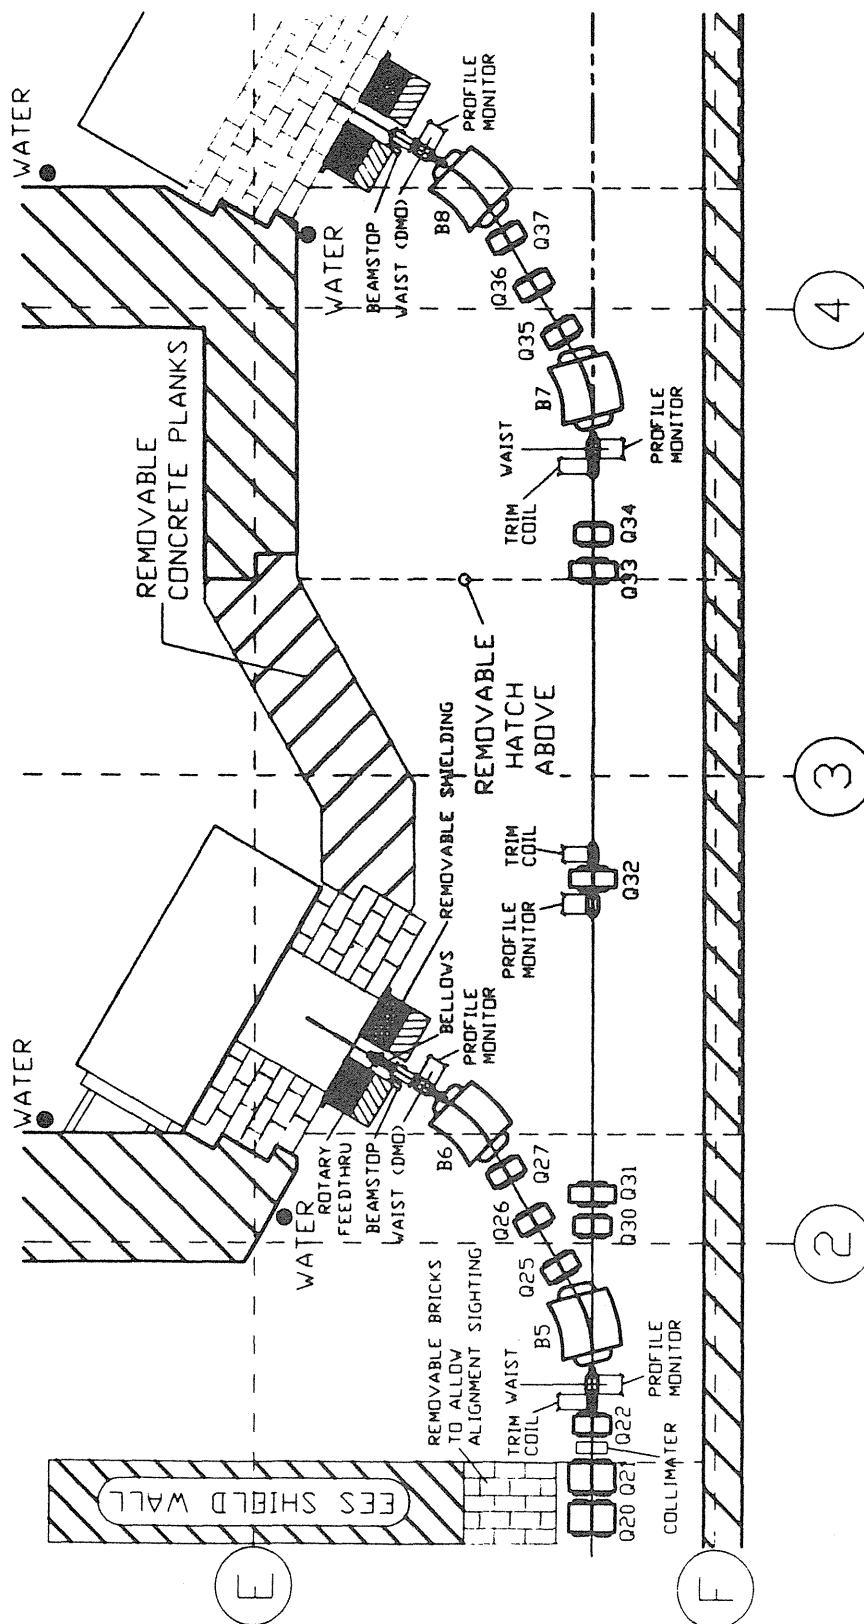 WATER
WATER
REMOVABLE
CONCRETE PLANKS
WATER
WATER
EES SHIELD WALL
E
F
2
3
4
REMOVABLE BRICKS
TO ALLOW
ALIGNMENT SIGHTING
ROTARY
FEEDTHRU
BEAMSTOP
WAIST (DMO)
BELLOWS
PROFILE
MONITOR
REMOVABLE SHIELDING
REMOVABLE
HATCH
ABOVE
BEAMSTOP
WAIST (DMO)
PROFILE
MONITOR
B6
Q27
Q26
Q25
B5
B8
Q37
Q36
Q35
B7
TRIM
COIL
WAIST
PROFILE
MONITOR
Q20
Q21
COLLIMATER
Q22
Q30
Q31
PROFILE
MONITOR
TRIM
COIL
Q32
Q33
Q34
TRIM
COIL
WAIST
PROFILE
MONITOR